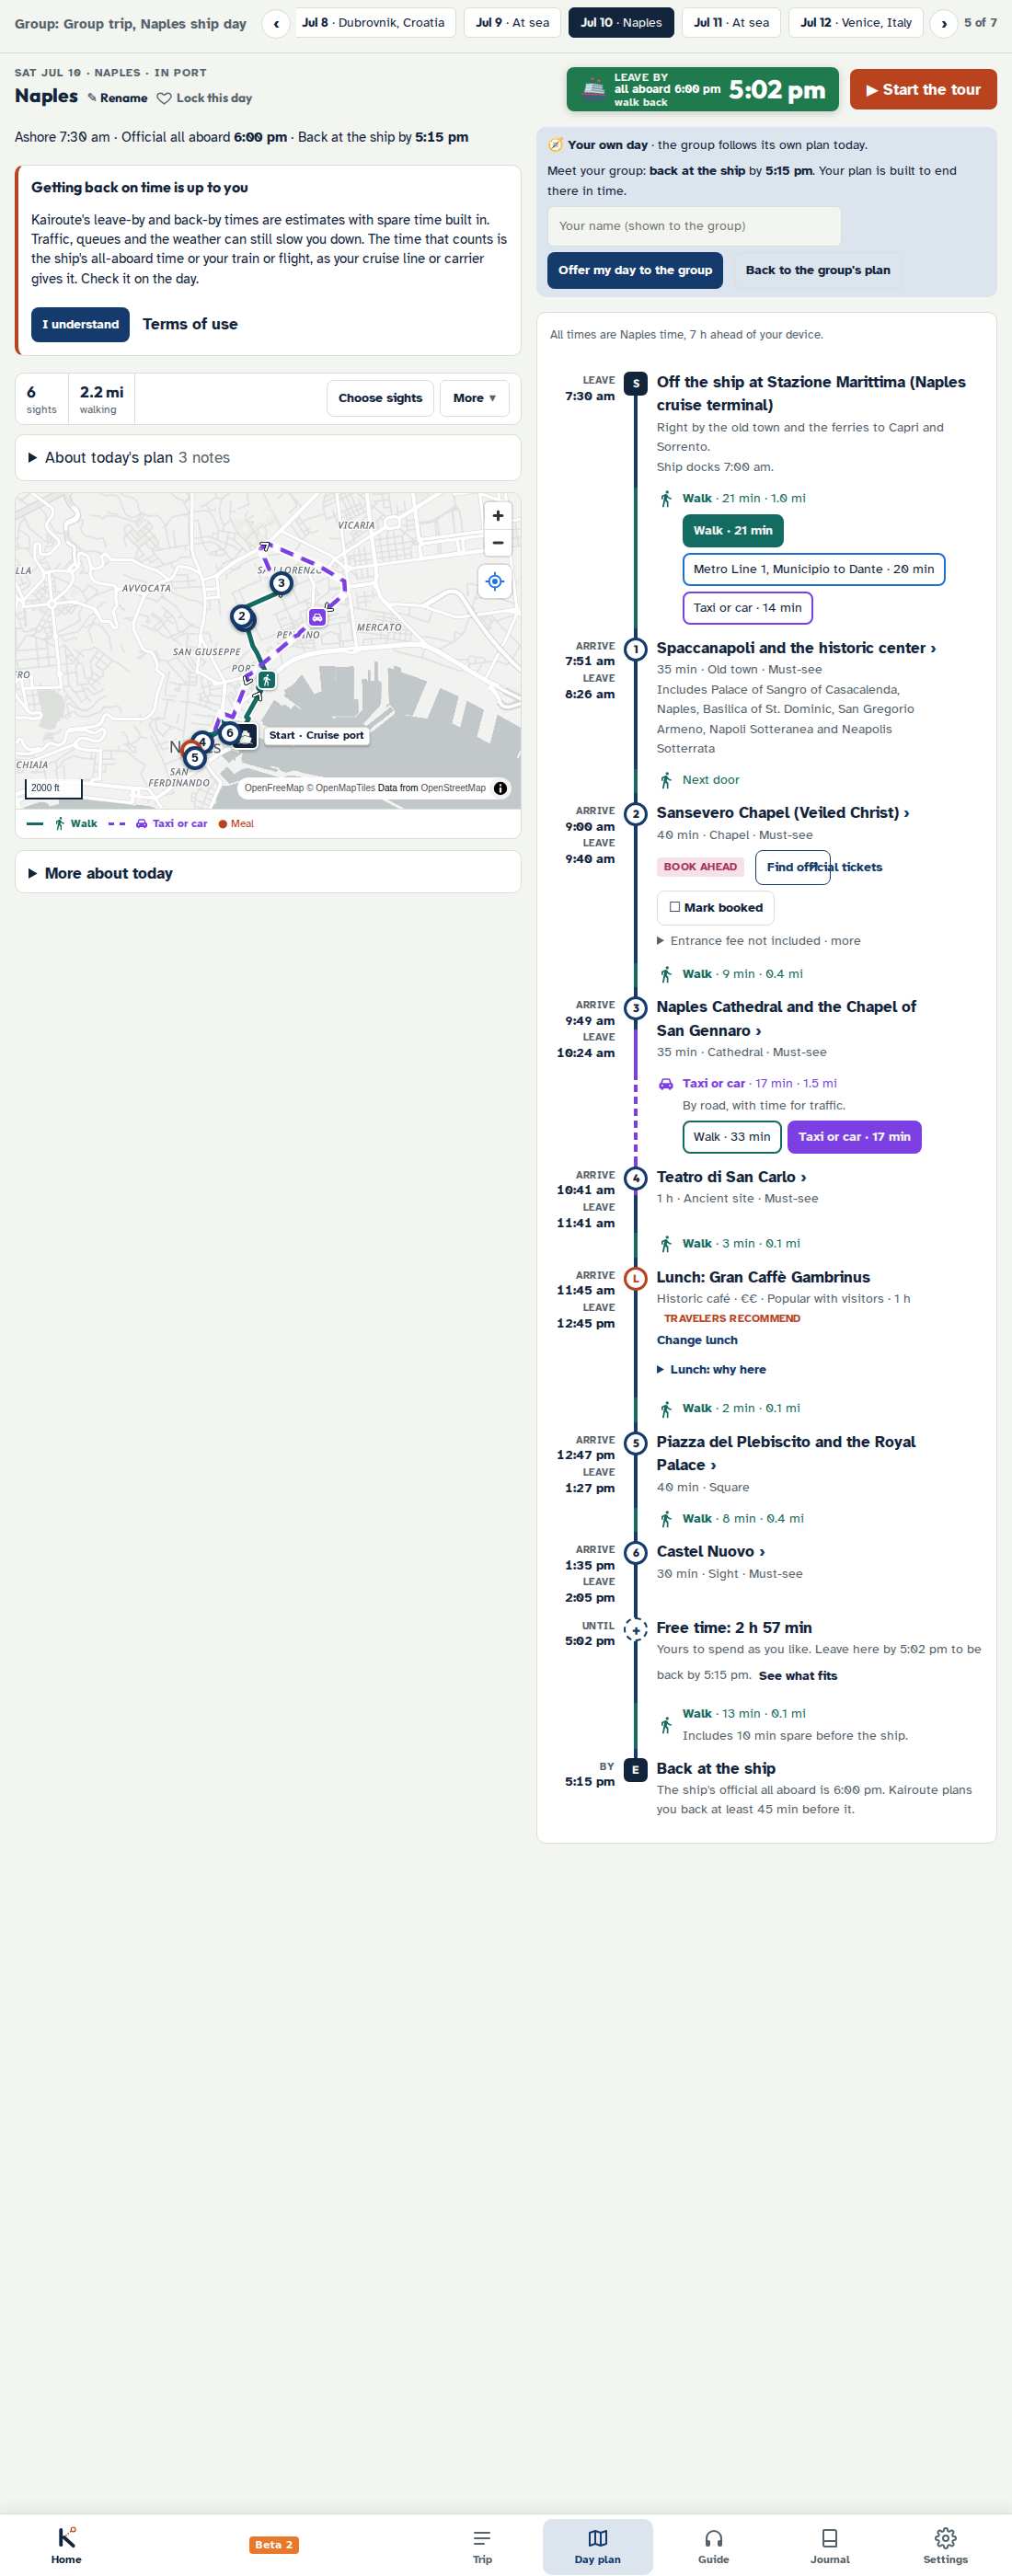 Group: Group trip, Naples ship day
‹
Jul 8 · Dubrovnik, Croatia
Jul 9 · At sea
Jul 10 · Naples
Jul 11 · At sea
Jul 12 · Venice, Italy
›
5 of 7
SAT JUL 10 · NAPLES · IN PORT
Naples ✎ Rename Lock this day
LEAVE BY
all aboard 6:00 pm
walk back
5:02 pm
▶ Start the tour
Ashore 7:30 am · Official all aboard 6:00 pm · Back at the ship by 5:15 pm
Getting back on time is up to you
Kairoute's leave-by and back-by times are estimates with spare time built in.
Traffic, queues and the weather can still slow you down. The time that counts is
the ship's all-aboard time or your train or flight, as your cruise line or carrier
gives it. Check it on the day.
I understand
Terms of use
6
sights
2.2 mi
walking
Choose sights
More ▾
▶ About today's plan 3 notes
VICARIA
SAN LORENZO
LLA
AVVOCATA
3
2
PENDINO
MERCATO
SAN GIUSEPPE
PORT
RO
6
4
5
Start · Cruise port
SAN
FERDINANDO
CHIAIA
+
−
2000 ft
OpenFreeMap © OpenMapTiles Data from OpenStreetMap
Walk
Taxi or car
Meal
▶ More about today
Your own day · the group follows its own plan today.
Meet your group: back at the ship by 5:15 pm. Your plan is built to end
there in time.
Your name (shown to the group)
Offer my day to the group
Back to the group's plan
All times are Naples time, 7 h ahead of your device.
LEAVE
7:30 am
S
Off the ship at Stazione Marittima (Naples
cruise terminal)
Right by the old town and the ferries to Capri and
Sorrento.
Ship docks 7:00 am.
Walk · 21 min · 1.0 mi
Walk · 21 min
Metro Line 1, Municipio to Dante · 20 min
Taxi or car · 14 min
ARRIVE
7:51 am
LEAVE
8:26 am
1
Spaccanapoli and the historic center ›
35 min · Old town · Must-see
Includes Palace of Sangro of Casacalenda,
Naples, Basilica of St. Dominic, San Gregorio
Armeno, Napoli Sotteranea and Neapolis
Sotterrata
Next door
ARRIVE
9:00 am
LEAVE
9:40 am
2
Sansevero Chapel (Veiled Christ) ›
40 min · Chapel · Must-see
BOOK AHEAD
Find official tickets
☐ Mark booked
▶ Entrance fee not included · more
Walk · 9 min · 0.4 mi
ARRIVE
9:49 am
LEAVE
10:24 am
3
Naples Cathedral and the Chapel of
San Gennaro ›
35 min · Cathedral · Must-see
Taxi or car · 17 min · 1.5 mi
By road, with time for traffic.
Walk · 33 min
Taxi or car · 17 min
ARRIVE
10:41 am
LEAVE
11:41 am
4
Teatro di San Carlo ›
1 h · Ancient site · Must-see
Walk · 3 min · 0.1 mi
ARRIVE
11:45 am
LEAVE
12:45 pm
L
Lunch: Gran Caffè Gambrinus
Historic café · €€ · Popular with visitors · 1 h
TRAVELERS RECOMMEND
Change lunch
▶ Lunch: why here
Walk · 2 min · 0.1 mi
ARRIVE
12:47 pm
LEAVE
1:27 pm
5
Piazza del Plebiscito and the Royal
Palace ›
40 min · Square
Walk · 8 min · 0.4 mi
ARRIVE
1:35 pm
LEAVE
2:05 pm
6
Castel Nuovo ›
30 min · Sight · Must-see
UNTIL
5:02 pm
+
Free time: 2 h 57 min
Yours to spend as you like. Leave here by 5:02 pm to be
back by 5:15 pm. See what fits
Walk · 13 min · 0.1 mi
Includes 10 min spare before the ship.
BY
5:15 pm
E
Back at the ship
The ship's official all aboard is 6:00 pm. Kairoute plans
you back at least 45 min before it.
Home
Beta 2
Trip
Day plan
Guide
Journal
Settings